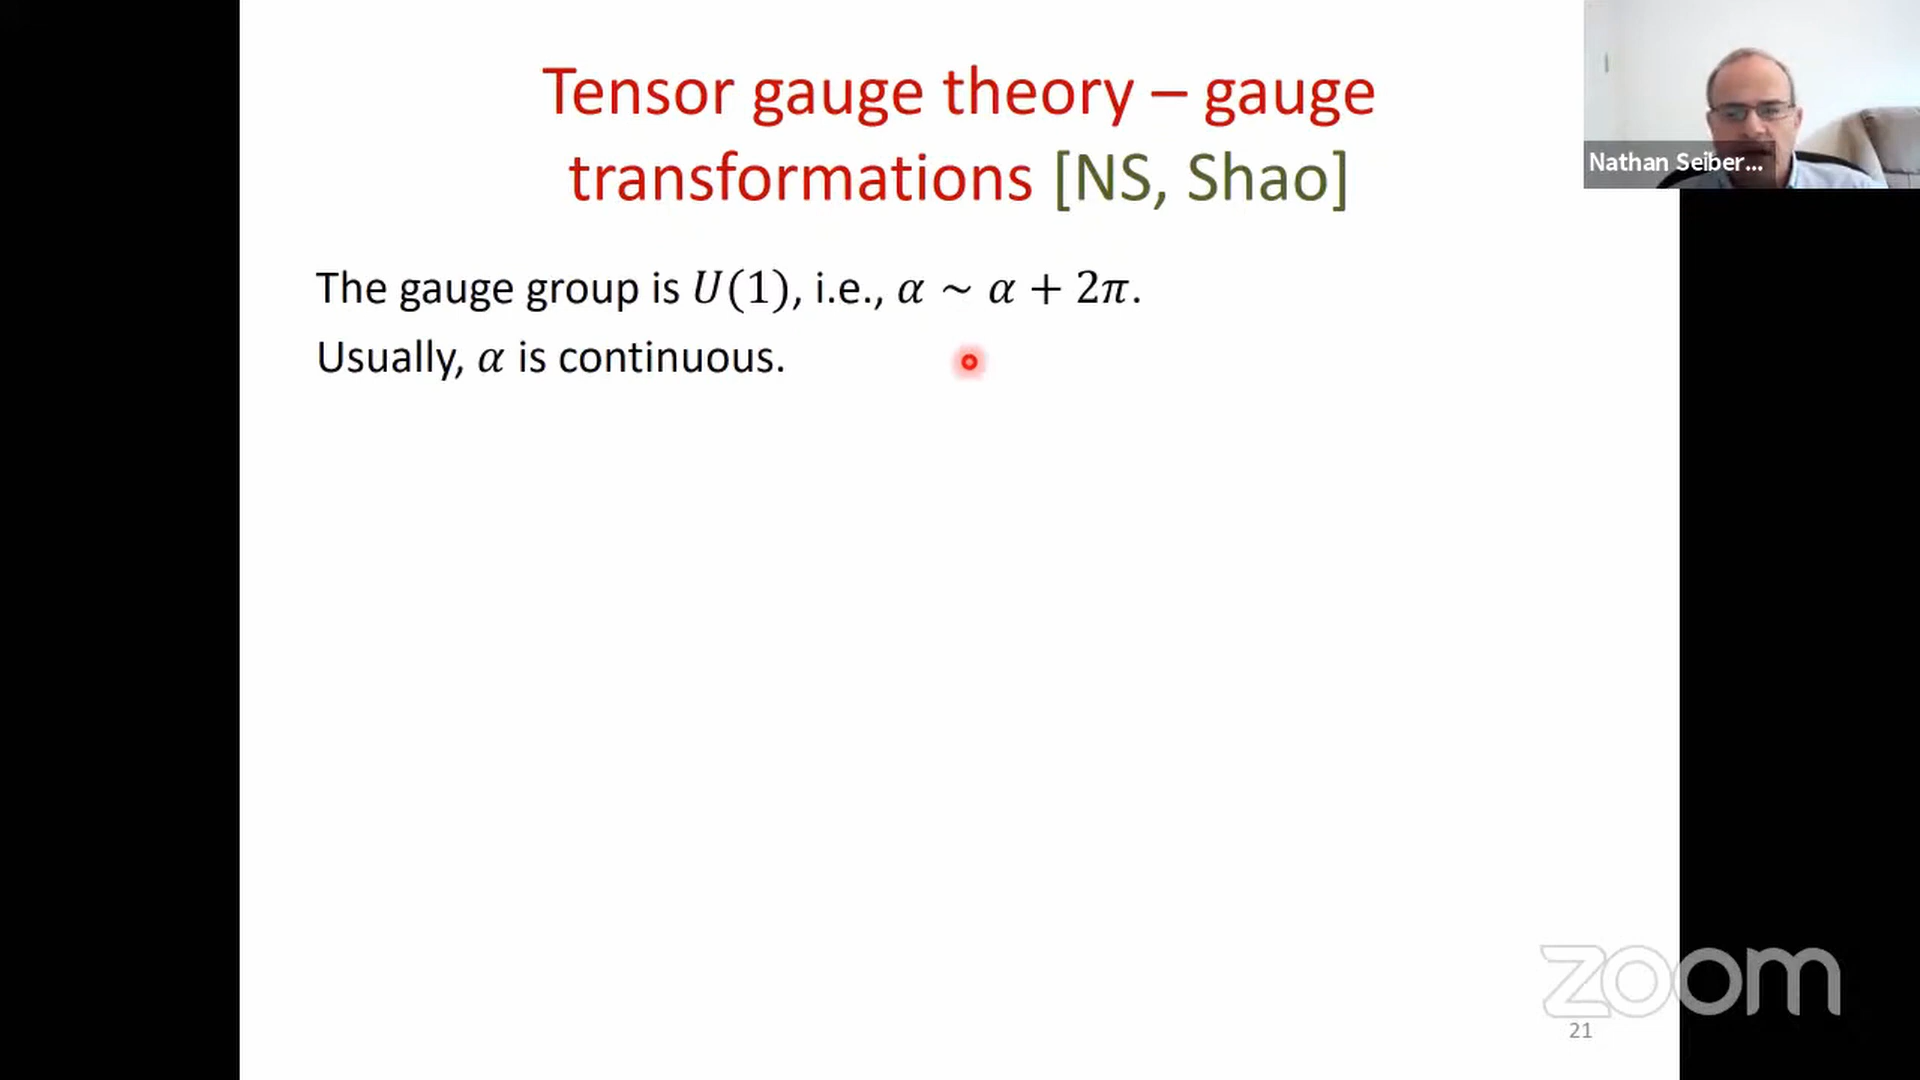 Tensor gauge theory – gauge
transformations [NS, Shao]
Nathan Seiber...
The gauge group is U(1), i.e., α ~ α + 2π.
Usually, α is continuous.
zoom
21